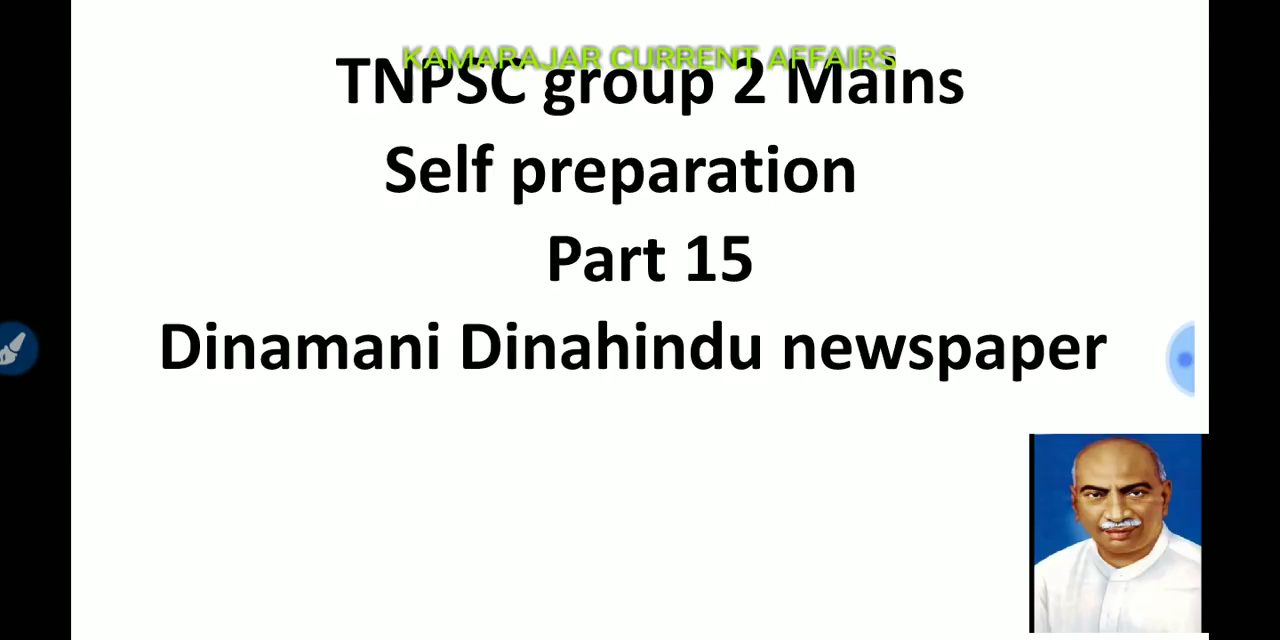 KAMARAJAR CURRENT AFFAIRS
TNPSC group 2 Mains
Self preparation
Part 15
Dinamani Dinahindu newspaper